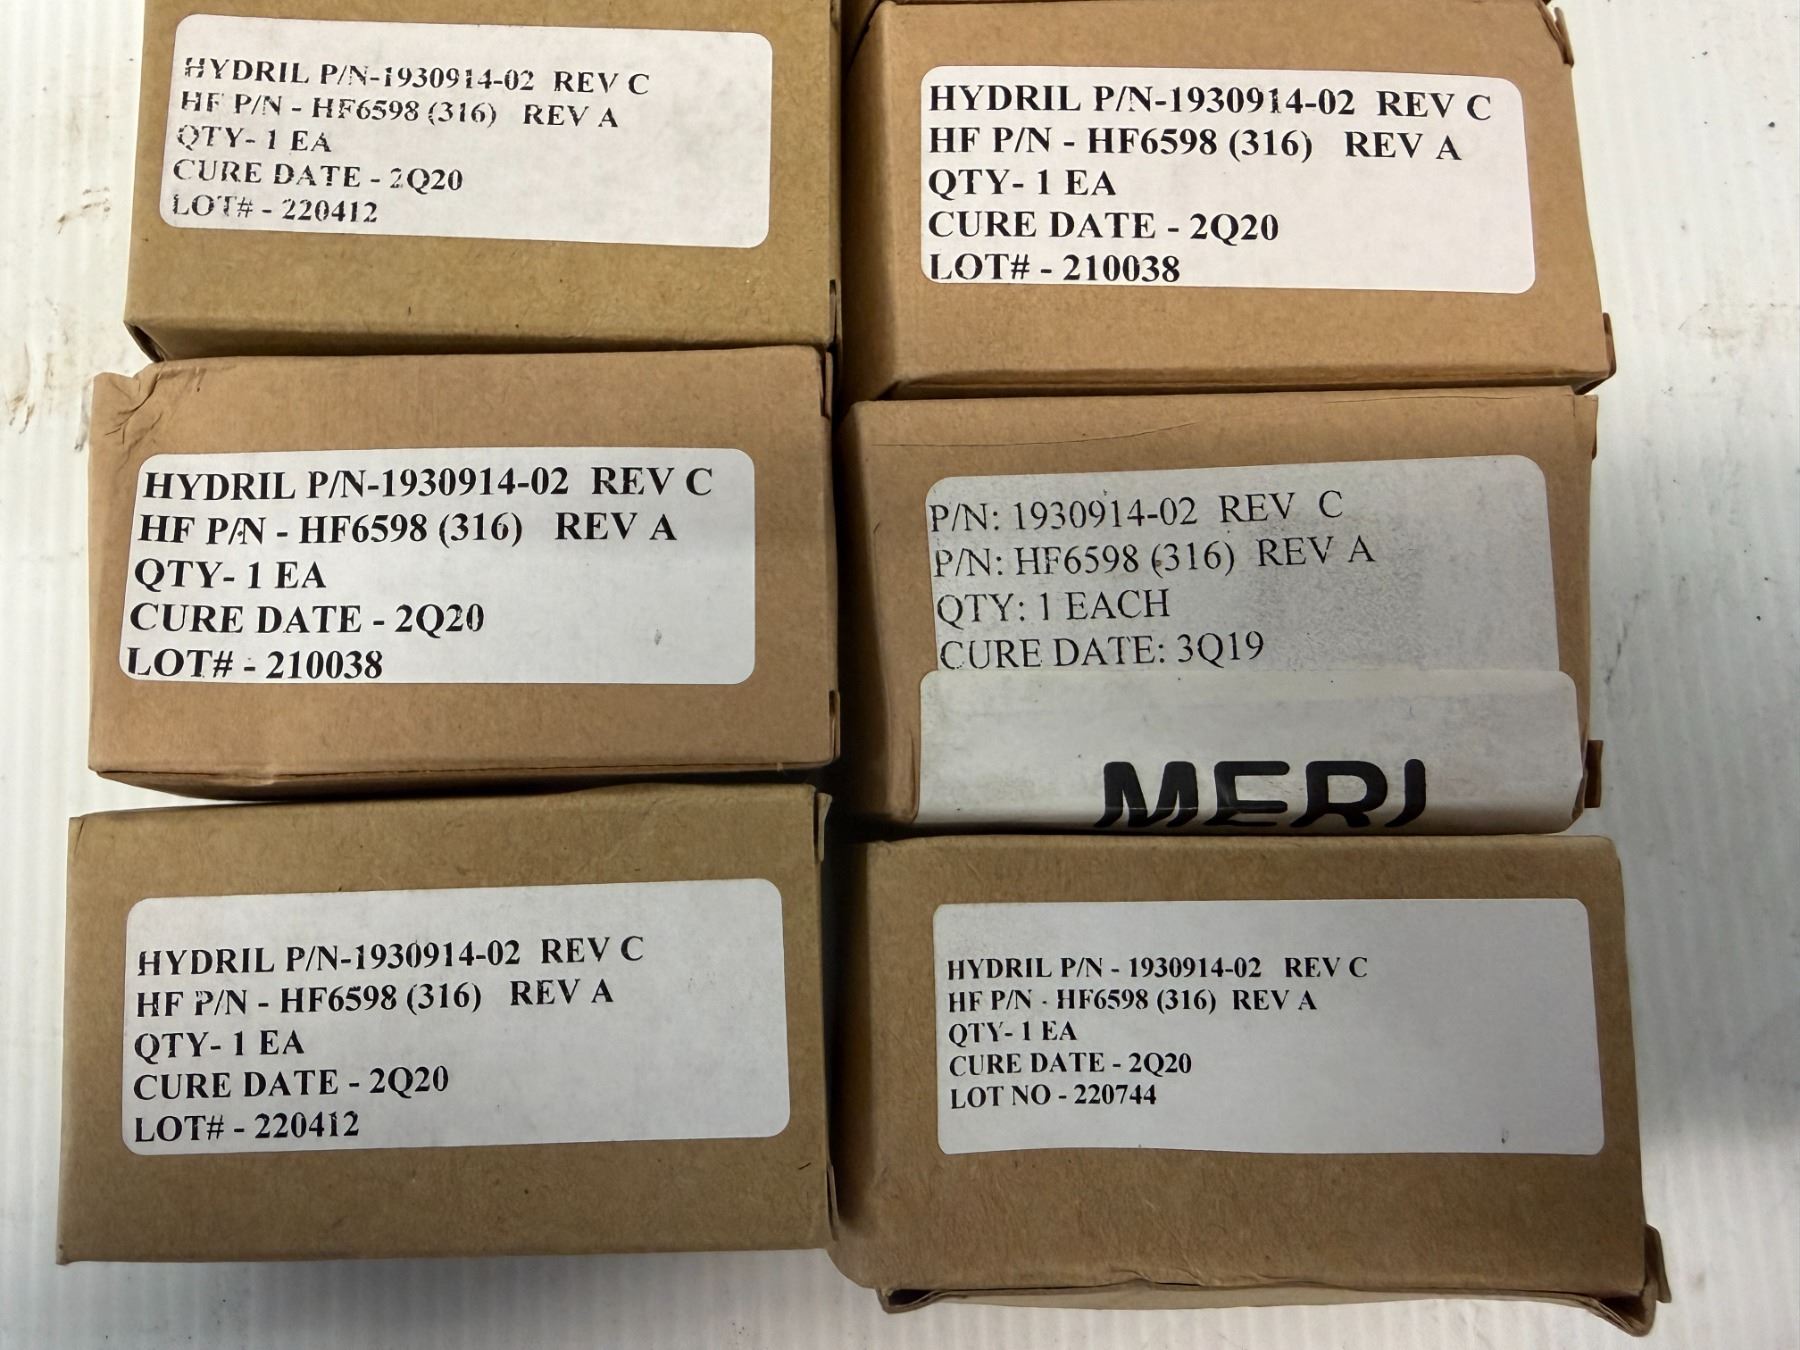 HYDRIL P/N-1930914-02 REV C
HF P/N - HF6598 (316) REV A
QTY- 1 EA
CURE DATE - 2Q20
LOT# - 220412
HYDRIL P/N-1930914-02 REV C
HF P/N - HF6598 (316) REV A
QTY- 1 EA
CURE DATE - 2Q20
LOT# - 210038
HYDRIL P/N-1930914-02 REV C
HF P/N - HF6598 (316) REV A
QTY- 1 EA
CURE DATE - 2Q20
LOT# - 210038
P/N: 1930914-02 REV C
P/N: HF6598 (316) REV A
QTY: 1 EACH
CURE DATE: 3Q19
HYDRIL P/N-1930914-02 REV C
HF P/N - HF6598 (316) REV A
QTY- 1 EA
CURE DATE - 2Q20
LOT# - 220412
HYDRIL P/N - 1930914-02 REV C
HF P/N - HF6598 (316) REV A
QTY- 1 EA
CURE DATE - 2Q20
LOT NO - 220744